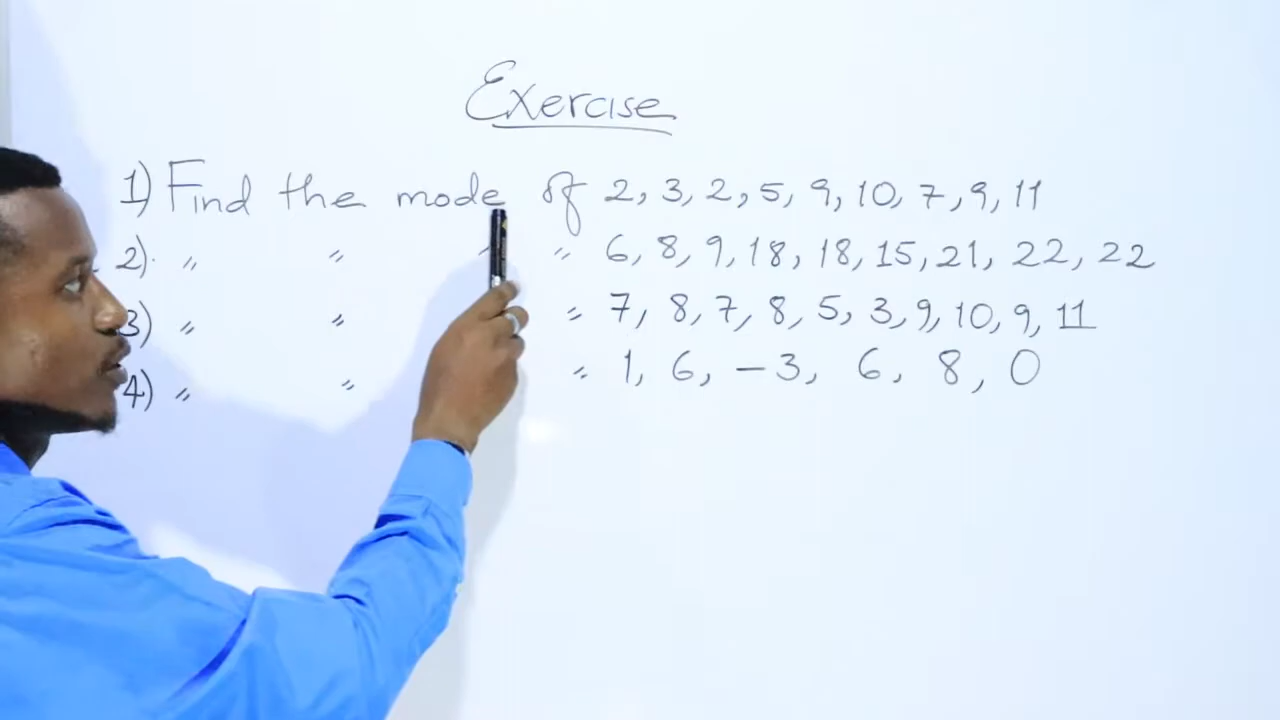 Exercise
1) Find the mode of 2, 3, 2, 5, 9, 10, 7, 9, 11
2). " " " " 6, 8, 9, 18, 18, 15, 21, 22, 22
3) " " " 7, 8, 7, 8, 5, 3, 9, 10, 9, 11
4) " " " 1, 6, -3, 6, 8, 0